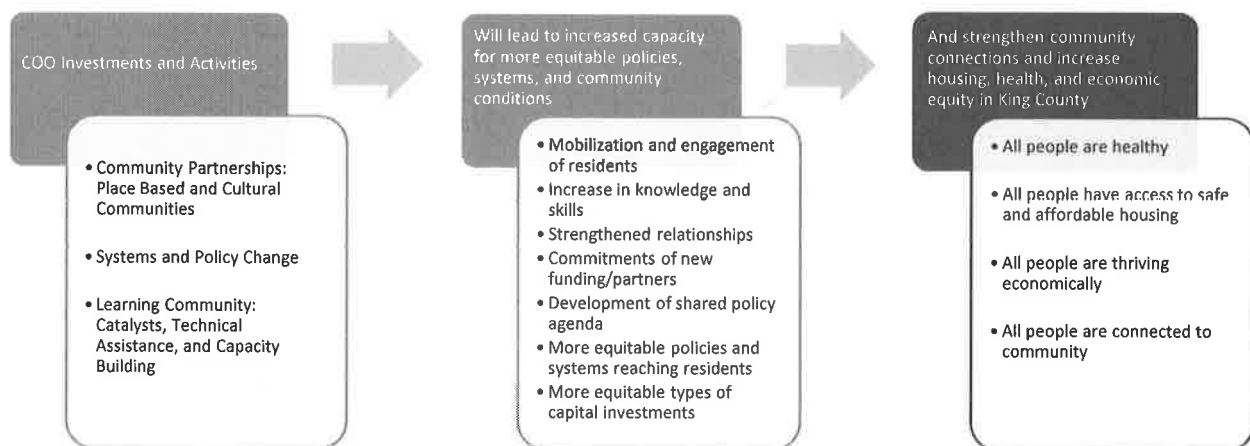 COO Investments and Activities
• Community Partnerships:
Place Based and Cultural
Communities
• Systems and Policy Change
• Learning Community:
Catalysts, Technical
Assistance, and Capacity
Building
Will lead to increased capacity
for more equitable policies,
systems, and community
conditions
• Mobilization and engagement
of residents
• Increase in knowledge and
skills
• Strengthened relationships
• Commitments of new
funding/partners
• Development of shared policy
agenda
• More equitable policies and
systems reaching residents
• More equitable types of
capital investments
And strengthen community
connections and increase
housing, health, and economic
equity in King County
• All people are healthy
• All people have access to safe
and affordable housing
• All people are thriving
economically
• All people are connected to
community